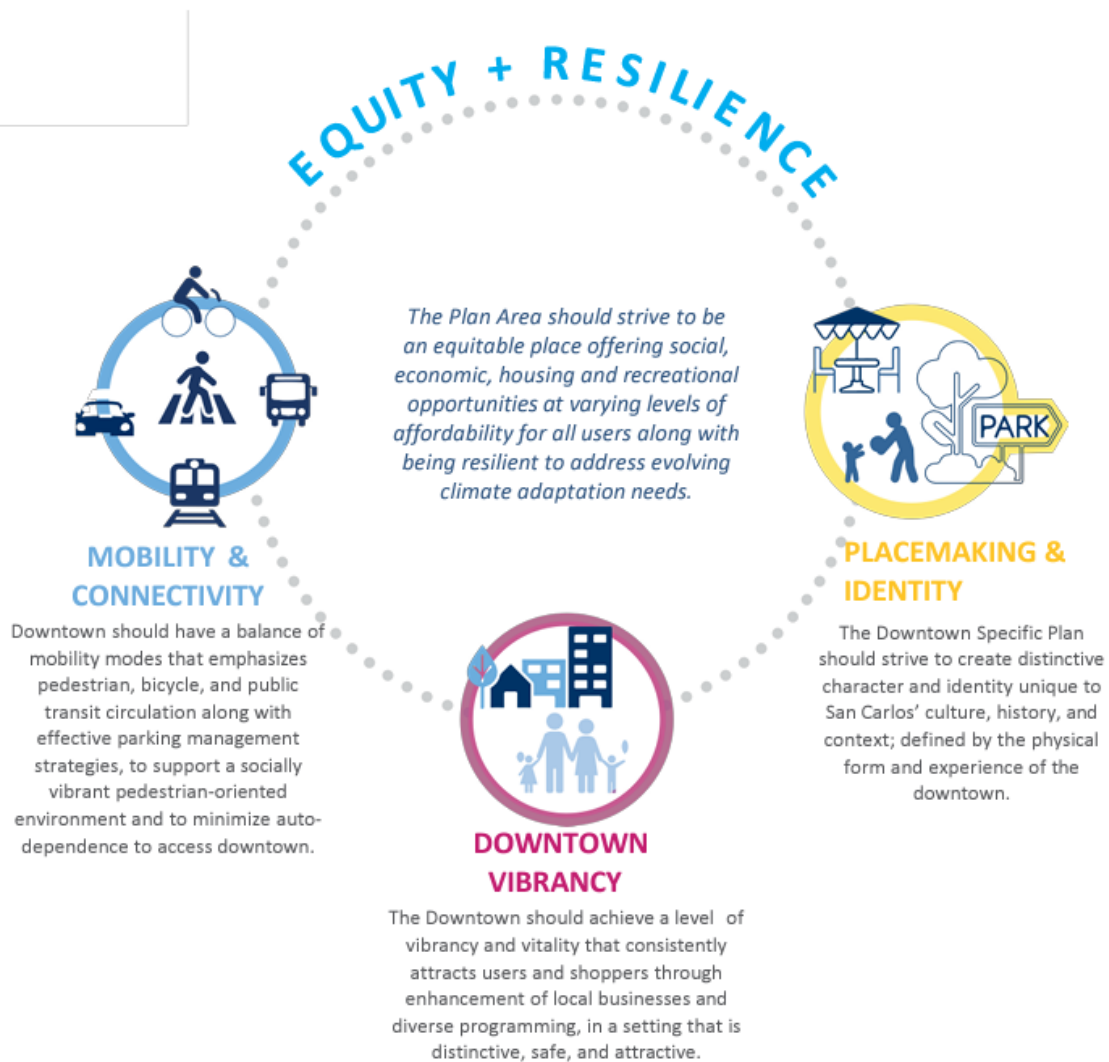 EQUITY + RESILIENCE
The Plan Area should strive to be
an equitable place offering social,
economic, housing and recreational
opportunities at varying levels of
affordability for all users along with
being resilient to address evolving
climate adaptation needs.
MOBILITY &
CONNECTIVITY
Downtown should have a balance of
mobility modes that emphasizes
pedestrian, bicycle, and public
transit circulation along with
effective parking management
strategies, to support a socially
vibrant pedestrian-oriented
environment and to minimize auto-
dependence to access downtown.
PARK
PLACEMAKING &
IDENTITY
The Downtown Specific Plan
should strive to create distinctive
character and identity unique to
San Carlos’ culture, history, and
context; defined by the physical
form and experience of the
downtown.
DOWNTOWN
VIBRANCY
The Downtown should achieve a level of
vibrancy and vitality that consistently
attracts users and shoppers through
enhancement of local businesses and
diverse programming, in a setting that is
distinctive, safe, and attractive.